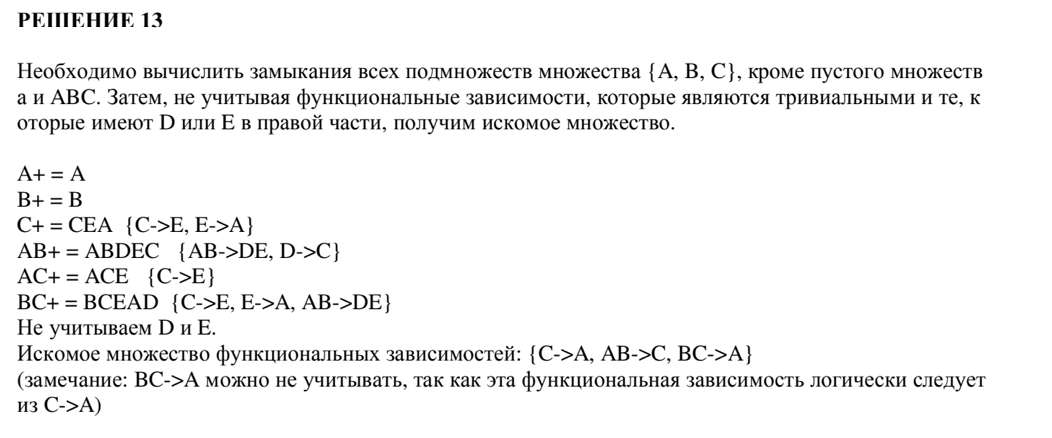 РЕШЕНИЕ 13
Необходимо вычислить замыкания всех подмножеств множества {A, B, C}, кроме пустого множеств
а и ABC. Затем, не учитывая функциональные зависимости, которые являются тривиальными и те, к
оторые имеют D или E в правой части, получим искомое множество.
A+ = A
B+ = B
C+ = CEA {C->E, E->A}
AB+ = ABDEC {AB->DE, D->C}
AC+ = ACE {C->E}
BC+ = BCEAD {C->E, E->A, AB->DE}
Не учитываем D и E.
Искомое множество функциональных зависимостей: {C->A, AB->C, BC->A}
(замечание: BC->A можно не учитывать, так как эта функциональная зависимость логически следует
из C->A)